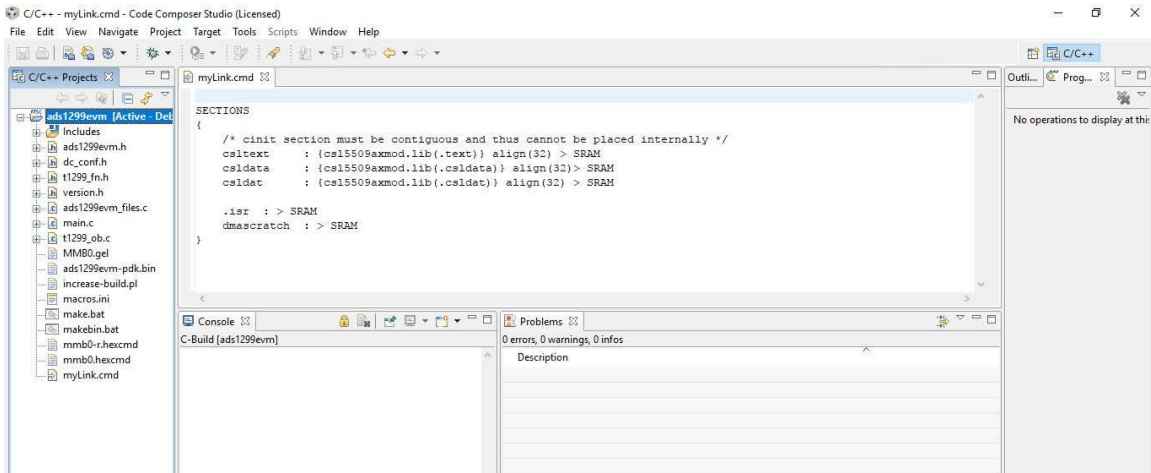 C/C++ - myLink.cmd - Code Composer Studio (Licensed)
File Edit View Navigate Project Target Tools Scripts Window Help
C/C++
C/C++ Projects
ads1299evm [Active - Deb
Includes
ads1299evm.h
dc_conf.h
t1299_fn.h
version.h
ads1299evm_files.c
main.c
t1299_ob.c
MMB0.gel
ads1299evm-pdk.bin
increase-build.pl
macros.ini
make.bat
makebin.bat
mmb0-r.hexcmd
mmb0.hexcmd
myLink.cmd
myLink.cmd
SECTIONS
{
/* cinit section must be contiguous and thus cannot be placed internally */
csltext : {csl5509axmod.lib(.text)} align(32) > SRAM
csldata : {csl5509axmod.lib(.csldata)} align(32)> SRAM
csldat : {csl5509axmod.lib(.csldat)} align(32) > SRAM
.isr : > SRAM
dmascratch : > SRAM
}
Console
C-Build [ads1299evm]
Problems
0 errors, 0 warnings, 0 infos
Description
Outli... Prog...
No operations to display at this